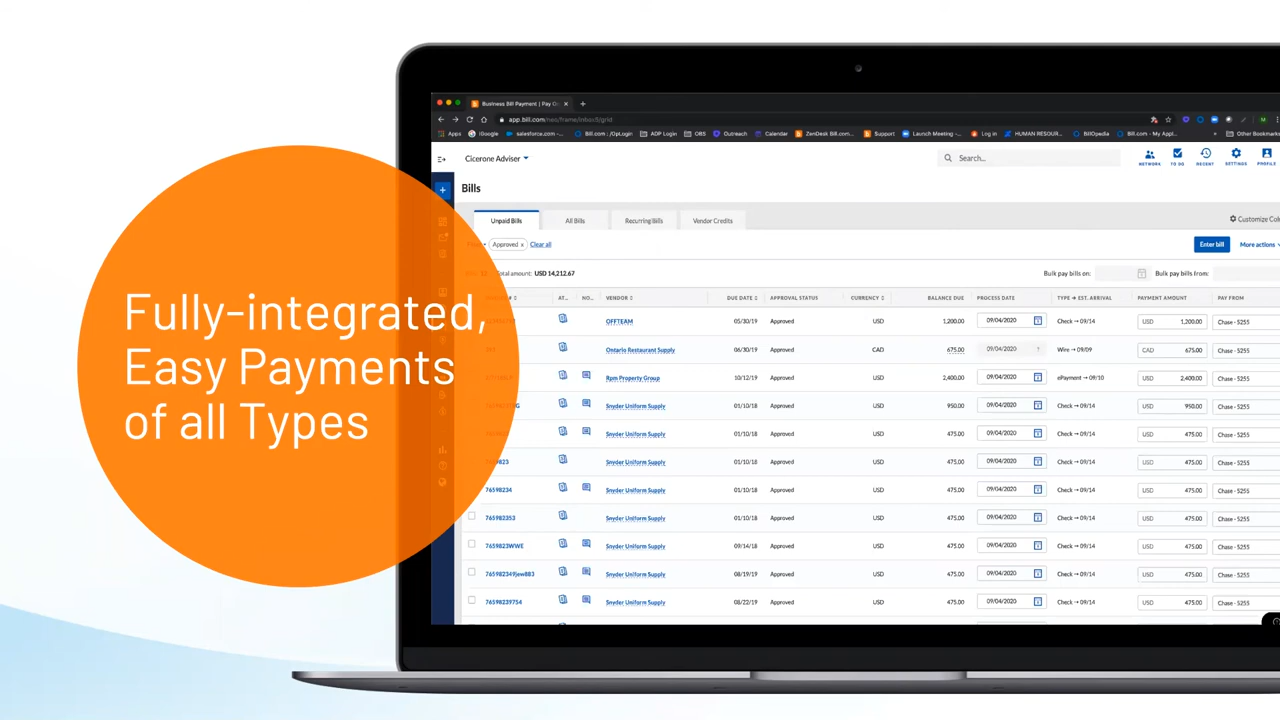 Business Bill Payment | Pay O
app.bill.com/neo/frame/inbox/bill/grid
Apps iGoogle salesforce.com -... Bill.com : /OpLogin ADP Login OBS Outreach Calendar ZenDesk Bill.com... Support Launch Meeting -... Log in HUMAN RESOUR... BillOpedia Bill.com - My Appl... » Other Bookmarks
Cicerone Adviser Search... NETWORK TO DO RECENT SETTINGS PROFILE
Bills
Unpaid Bills All Bills Recurring Bills Vendor Credits Customize Col
Approved x Clear all Enter bill More actions
Total amount: USD 14,212.67 Bulk pay bills on: Bulk pay bills from:
AT... NO... VENDOR DUE DATE APPROVAL STATUS CURRENCY BALANCE DUE PROCESS DATE TYPE → EST. ARRIVAL PAYMENT AMOUNT PAY FROM
OFFTEAM 05/30/19 Approved USD 1,200.00 09/04/2020 Check → 09/14 USD 1,200.00 Chase - 5255
Ontario Restaurant Supply 06/30/19 Approved CAD 675.00 09/04/2020 ? Wire → 09/09 CAD 675.00 Chase - 5255
Rpm Property Group 10/12/19 Approved USD 2,400.00 09/04/2020 ePayment → 09/10 USD 2,400.00 Chase - 5255
Snyder Uniform Supply 01/10/18 Approved USD 950.00 09/04/2020 Check → 09/14 USD 950.00 Chase - 5255
Snyder Uniform Supply 01/10/18 Approved USD 475.00 09/04/2020 Check → 09/14 USD 475.00 Chase - 5255
Snyder Uniform Supply 01/10/18 Approved USD 475.00 09/04/2020 Check → 09/14 USD 475.00 Chase - 5255
76598234 Snyder Uniform Supply 01/10/18 Approved USD 475.00 09/04/2020 Check → 09/14 USD 475.00 Chase - 5255
765982353 Snyder Uniform Supply 01/10/18 Approved USD 475.00 09/04/2020 Check → 09/14 USD 475.00 Chase - 5255
7659823WWE Snyder Uniform Supply 09/14/18 Approved USD 475.00 09/04/2020 Check → 09/14 USD 475.00 Chase - 5255
765982349jew883 Snyder Uniform Supply 08/19/19 Approved USD 475.00 09/04/2020 Check → 09/14 USD 475.00 Chase - 5255
76598239754 Snyder Uniform Supply 08/22/19 Approved USD 475.00 09/04/2020 Check → 09/14 USD 475.00 Chase - 5255
Fully-integrated,
Easy Payments
of all Types